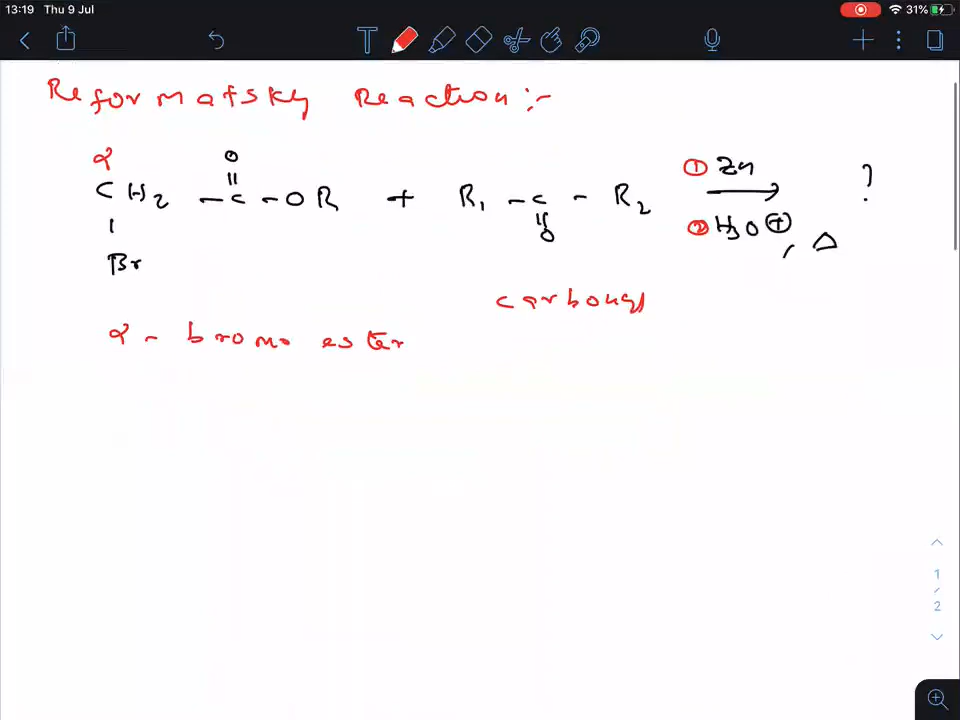 13:19 Thu 9 Jul 31%
Reformatsky Reaction :-
α O
CH2 - C - OR + R1 - C - R2 ① Zn ?
Br O ② H3O⊕, Δ
carbonyl
α - bromo ester
1
/
2